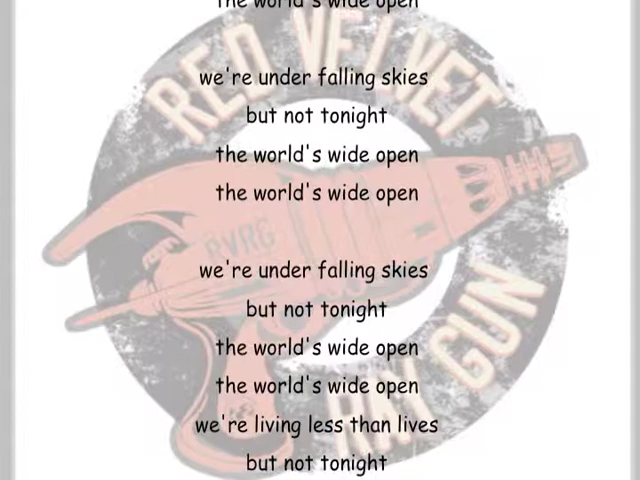 the world's wide open
we're under falling skies
but not tonight
the world's wide open
the world's wide open
we're under falling skies
but not tonight
the world's wide open
the world's wide open
we're living less than lives
but not tonight
RED VELVET
RVRG
RAY GUN